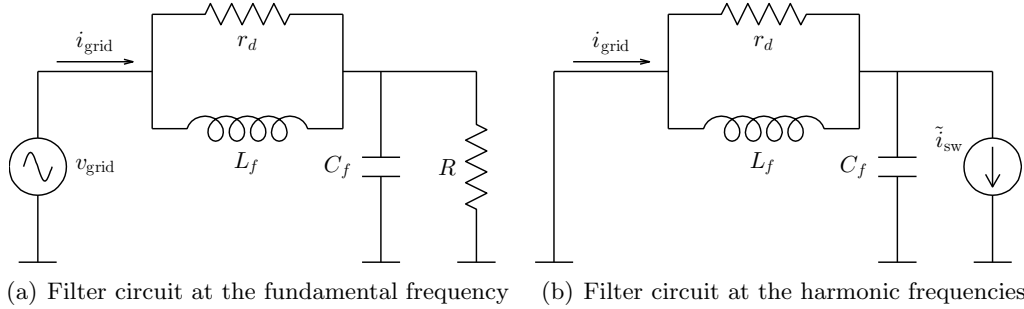 r_d
i_grid
L_f
C_f
v_grid
R
(a) Filter circuit at the fundamental frequency
r_d
i_grid
L_f
C_f
ĩ_sw
(b) Filter circuit at the harmonic frequencies